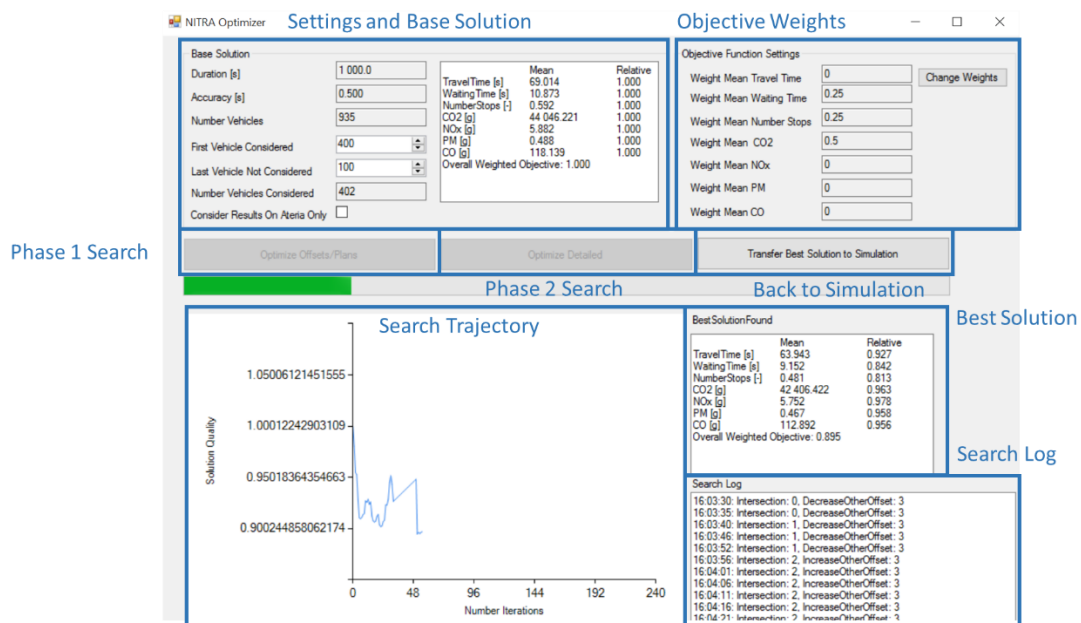 NITRA Optimizer
Settings and Base Solution
Objective Weights
Base Solution
Duration [s] 1 000.0
Accuracy [s] 0.500
Number Vehicles 935
First Vehicle Considered 400
Last Vehicle Not Considered 100
Number Vehicles Considered 402
Consider Results On Ateria Only
Mean Relative
TravelTime [s] 69.014 1.000
WaitingTime [s] 10.873 1.000
NumberStops [-] 0.592 1.000
CO2 [g] 44 046.221 1.000
NOx [g] 5.882 1.000
PM [g] 0.488 1.000
CO [g] 118.139 1.000
Overall Weighted Objective: 1.000
Objective Function Settings
Weight Mean Travel Time 0
Change Weights
Weight Mean Waiting Time 0.25
Weight Mean Number Stops 0.25
Weight Mean CO2 0.5
Weight Mean NOx 0
Weight Mean PM 0
Weight Mean CO 0
Phase 1 Search
Optimize Offsets/Plans
Optimize Detailed
Transfer Best Solution to Simulation
Phase 2 Search
Back to Simulation
Search Trajectory
1.05006121451555
1.00012242903109
0.95018364354663
0.900244858062174
Solution Quality
0 48 96 144 192 240
Number Iterations
Best Solution
BestSolutionFound
Mean Relative
TravelTime [s] 63.943 0.927
WaitingTime [s] 9.152 0.842
NumberStops [-] 0.481 0.813
CO2 [g] 42 406.422 0.963
NOx [g] 5.752 0.978
PM [g] 0.467 0.958
CO [g] 112.892 0.956
Overall Weighted Objective: 0.895
Search Log
Search Log
16:03:30: Intersection: 0, DecreaseOtherOffset: 3
16:03:35: Intersection: 0, DecreaseOtherOffset: 3
16:03:40: Intersection: 1, DecreaseOtherOffset: 3
16:03:46: Intersection: 1, DecreaseOtherOffset: 3
16:03:52: Intersection: 1, DecreaseOtherOffset: 3
16:03:56: Intersection: 2, IncreaseOtherOffset: 3
16:04:01: Intersection: 2, IncreaseOtherOffset: 3
16:04:06: Intersection: 2, IncreaseOtherOffset: 3
16:04:11: Intersection: 2, IncreaseOtherOffset: 3
16:04:16: Intersection: 2, IncreaseOtherOffset: 3
16:04:21: Intersection: 2, IncreaseOtherOffset: 3